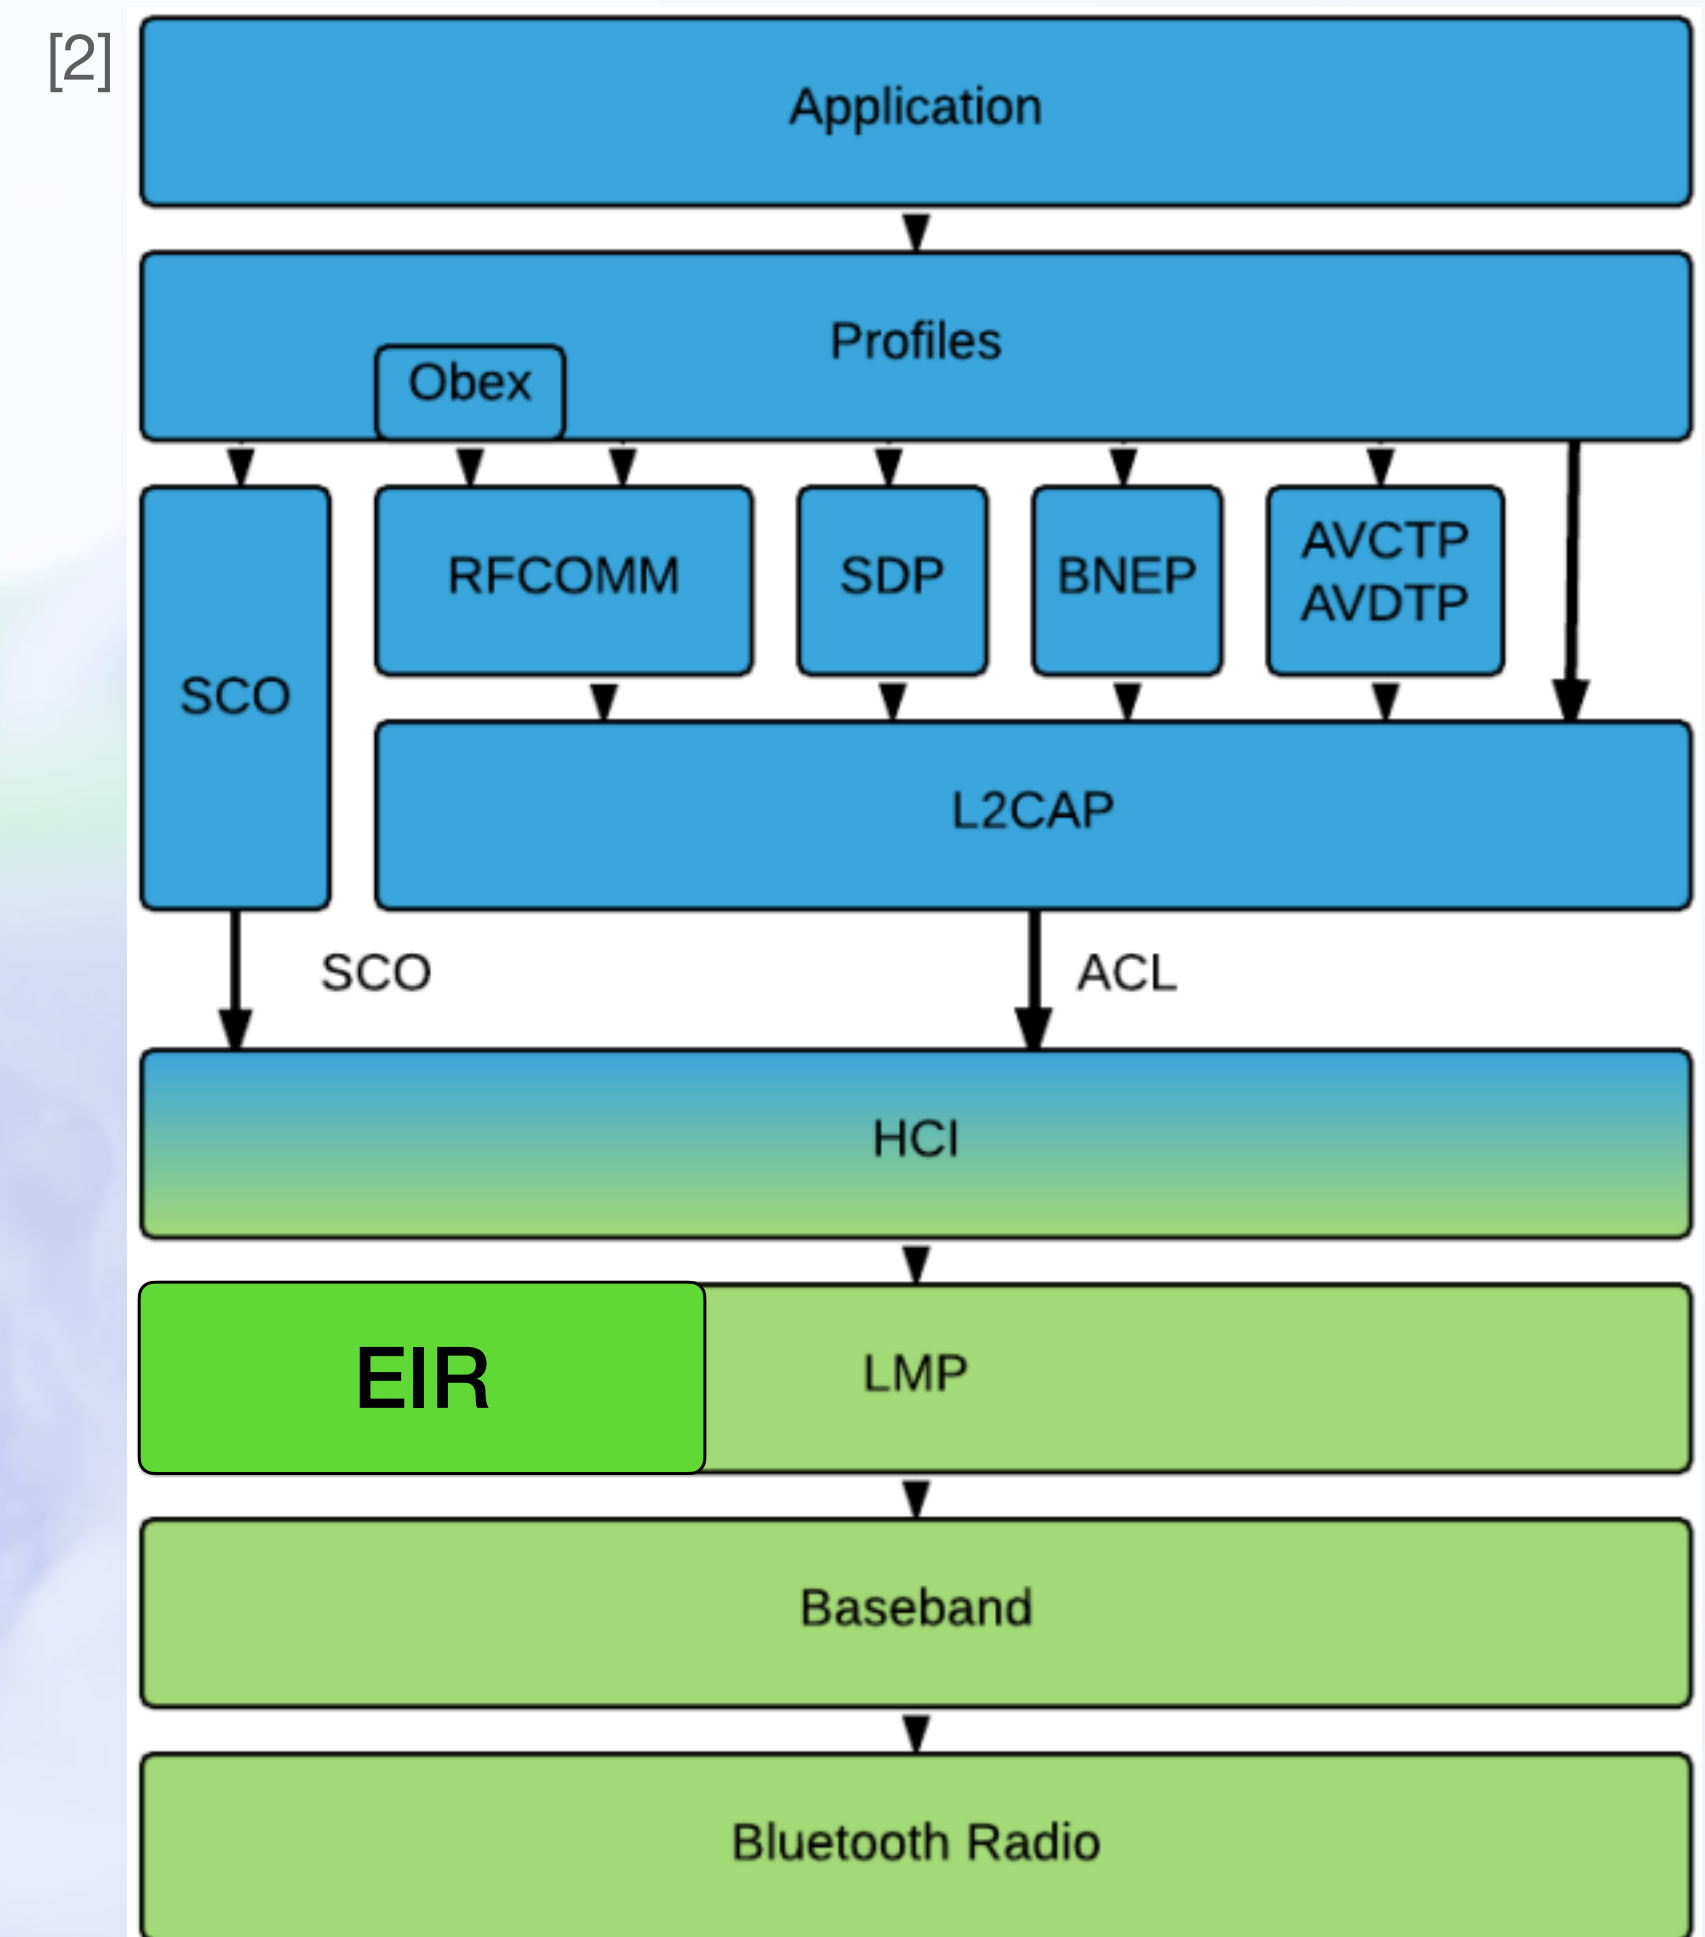 [2]
Application
Profiles
Obex
RFCOMM
SDP
BNEP
AVCTP
AVDTP
SCO
L2CAP
SCO
ACL
HCI
EIR
LMP
Baseband
Bluetooth Radio